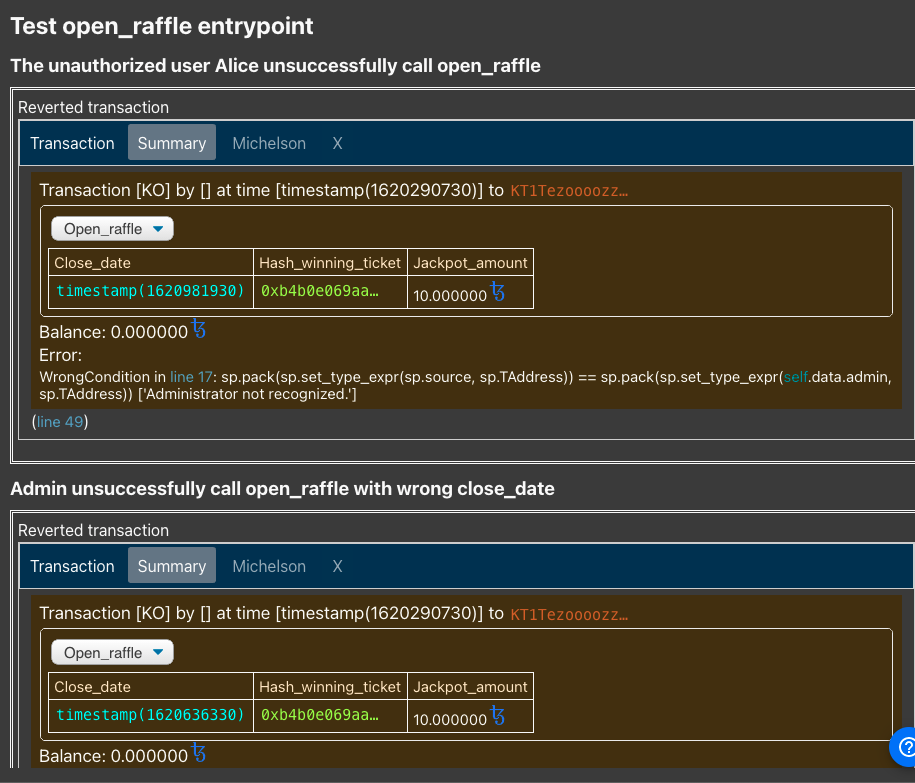 Test open_raffle entrypoint
The unauthorized user Alice unsuccessfully call open_raffle
Reverted transaction
Transaction Summary Michelson X
Transaction [KO] by [] at time [timestamp(1620290730)] to KT1Tezoooozz…
Open_raffle
Close_date Hash_winning_ticket Jackpot_amount
timestamp(1620981930) 0xb4b0e069aa… 10.000000 ꜩ
Balance: 0.000000 ꜩ
Error:
WrongCondition in line 17: sp.pack(sp.set_type_expr(sp.source, sp.TAddress)) == sp.pack(sp.set_type_expr(self.data.admin,
sp.TAddress)) ['Administrator not recognized.']
(line 49)
Admin unsuccessfully call open_raffle with wrong close_date
Reverted transaction
Transaction Summary Michelson X
Transaction [KO] by [] at time [timestamp(1620290730)] to KT1Tezoooozz…
Open_raffle
Close_date Hash_winning_ticket Jackpot_amount
timestamp(1620636330) 0xb4b0e069aa… 10.000000 ꜩ
Balance: 0.000000 ꜩ